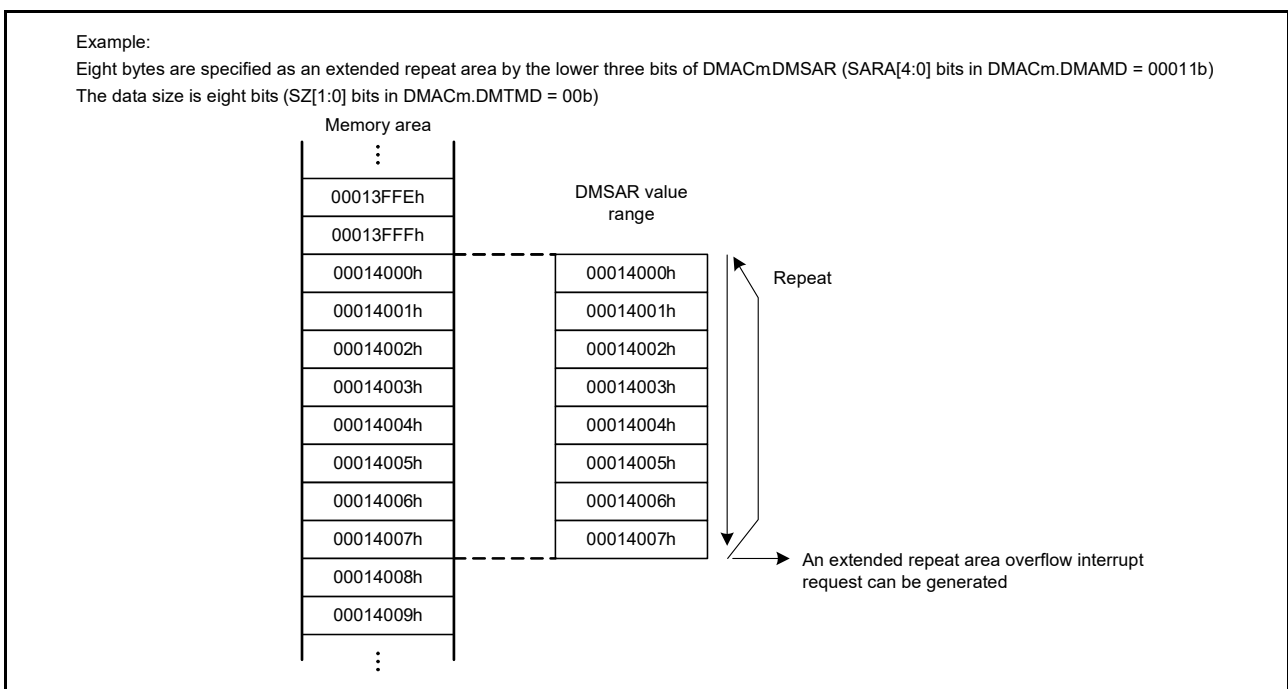 Example:
Eight bytes are specified as an extended repeat area by the lower three bits of DMACm.DMSAR (SARA[4:0] bits in DMACm.DMAMD = 00011b)
The data size is eight bits (SZ[1:0] bits in DMACm.DMTMD = 00b)
Memory area
DMSAR value
range
00013FFEh
00013FFFh
00014000h 00014000h
Repeat
00014001h 00014001h
00014002h 00014002h
00014003h 00014003h
00014004h 00014004h
00014005h 00014005h
00014006h 00014006h
00014007h 00014007h
An extended repeat area overflow interrupt
request can be generated
00014008h
00014009h